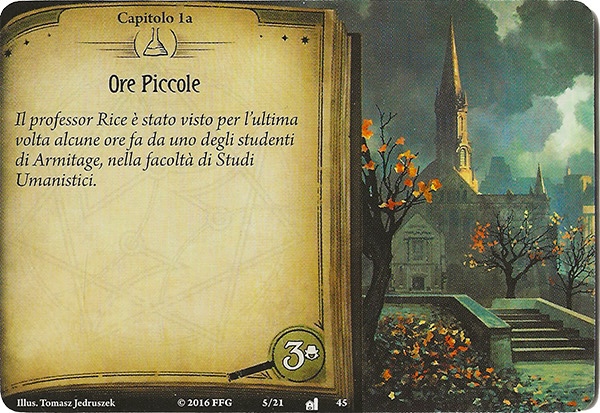 Capitolo 1a
Ore Piccole
Il professor Rice è stato visto per l'ultima
volta alcune ore fa da uno degli studenti
di Armitage, nella facoltà di Studi
Umanistici.
3
Illus. Tomasz Jedruszek
© 2016 FFG
5/21
45